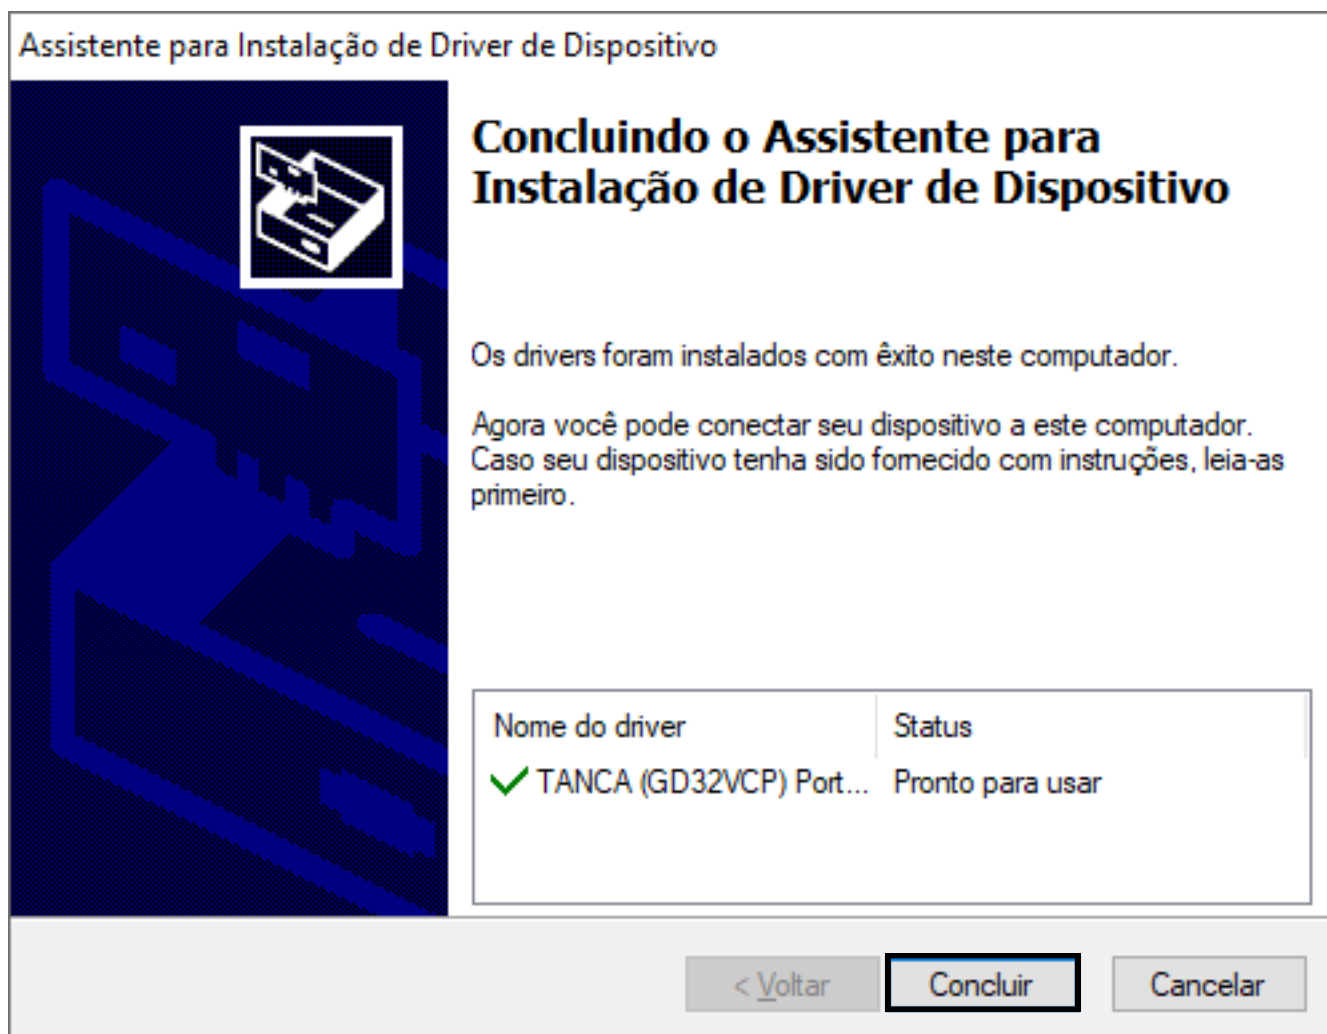 Assistente para Instalação de Driver de Dispositivo
Concluindo o Assistente para
Instalação de Driver de Dispositivo
Os drivers foram instalados com êxito neste computador.
Agora você pode conectar seu dispositivo a este computador.
Caso seu dispositivo tenha sido fornecido com instruções, leia-as
primeiro.
Nome do driver Status
TANCA (GD32VCP) Port... Pronto para usar
< Voltar Concluir Cancelar